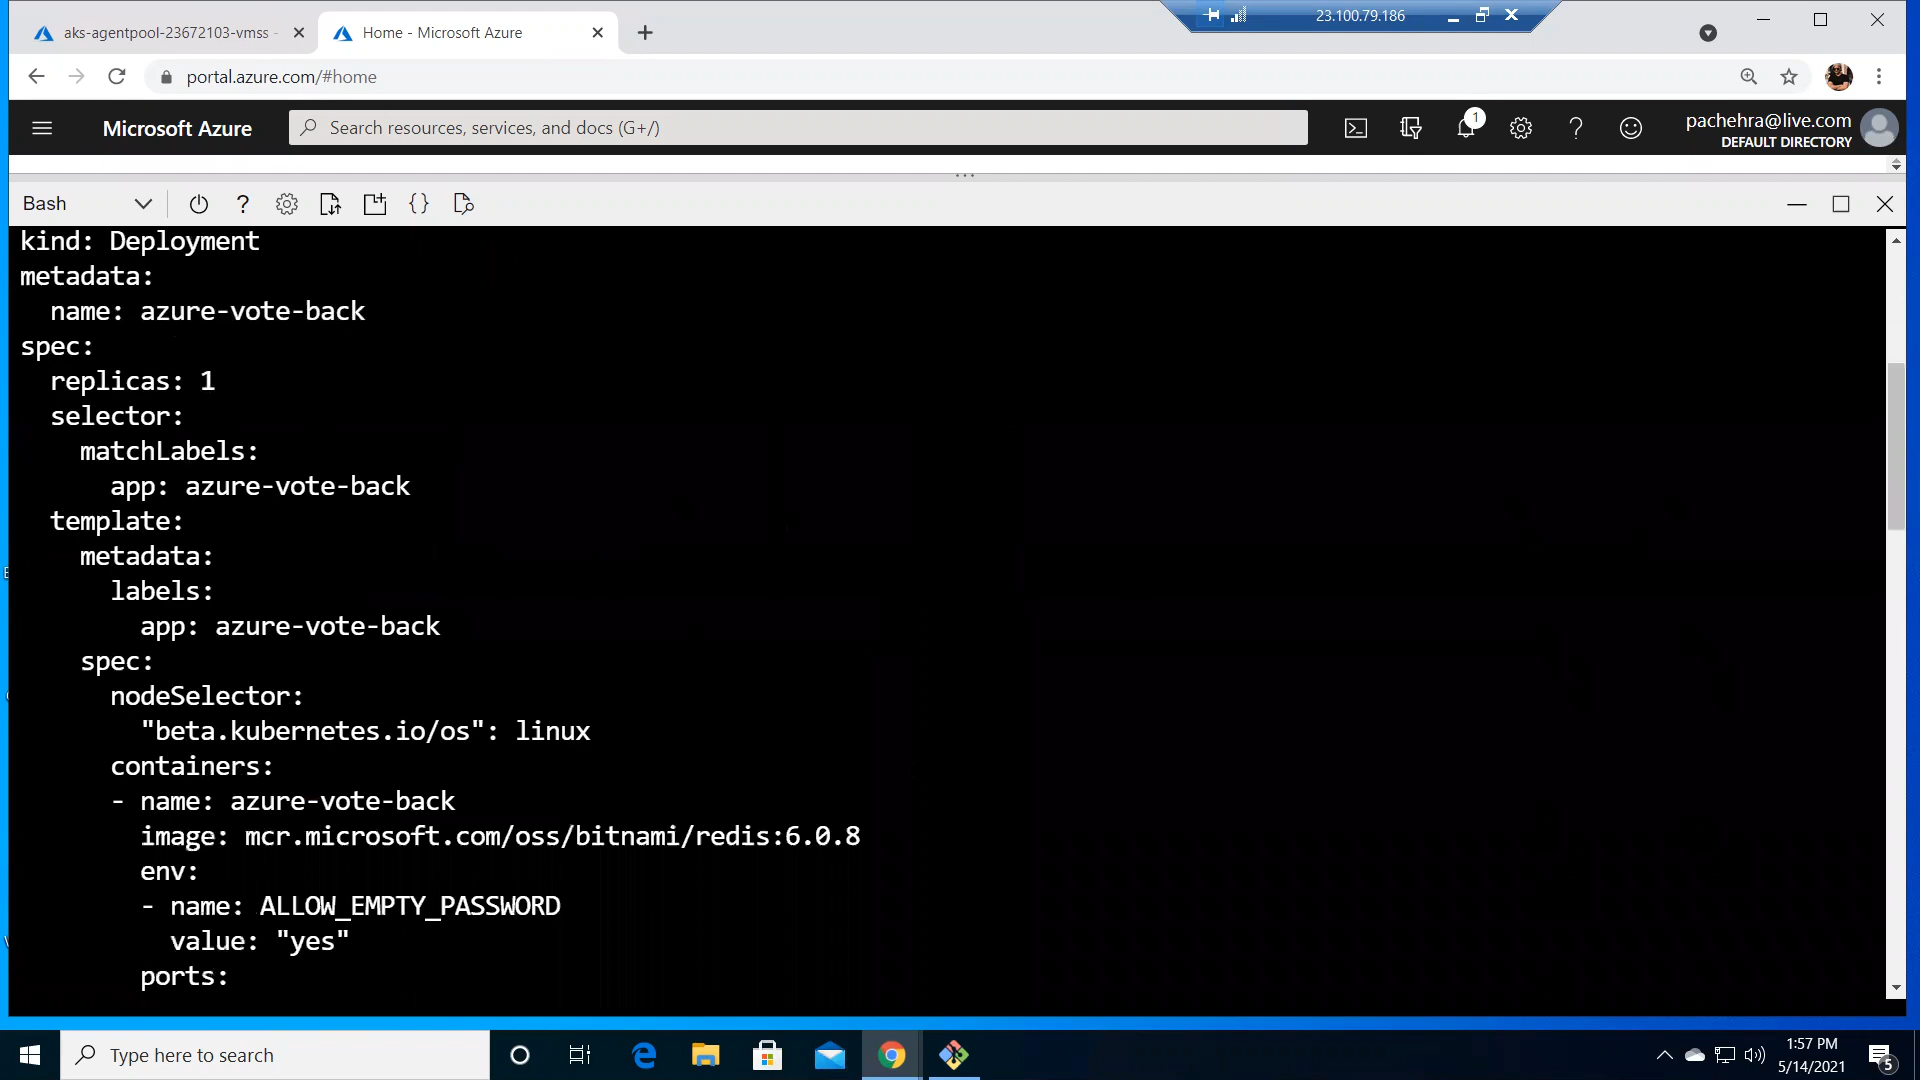 aks-agentpool-23672103-vmss -
Home - Microsoft Azure
23.100.79.186
portal.azure.com/#home
Microsoft Azure
Search resources, services, and docs (G+/)
1
pachehra@live.com
DEFAULT DIRECTORY
Bash
kind: Deployment
metadata:
  name: azure-vote-back
spec:
  replicas: 1
  selector:
    matchLabels:
      app: azure-vote-back
  template:
    metadata:
      labels:
        app: azure-vote-back
    spec:
      nodeSelector:
        "beta.kubernetes.io/os": linux
      containers:
      - name: azure-vote-back
        image: mcr.microsoft.com/oss/bitnami/redis:6.0.8
        env:
        - name: ALLOW_EMPTY_PASSWORD
          value: "yes"
        ports:
Type here to search
1:57 PM
5/14/2021
5